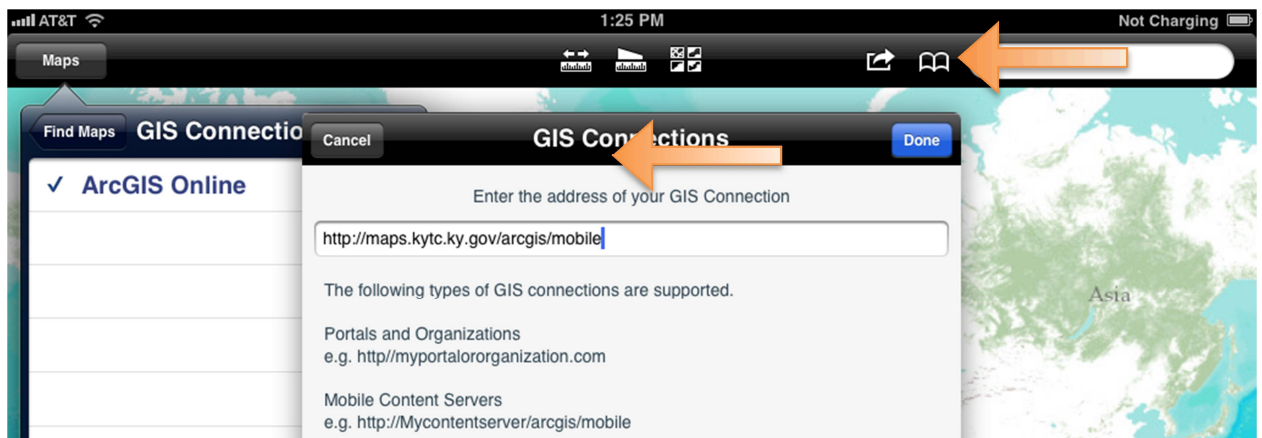 AT&T 1:25 PM Not Charging
Maps
Find Maps GIS Connectio
Cancel GIS Connections Done
✓ ArcGIS Online
Enter the address of your GIS Connection
http://maps.kytc.ky.gov/arcgis/mobile
The following types of GIS connections are supported.
Asia
Portals and Organizations
e.g. http//myportalororganization.com
Mobile Content Servers
e.g. http://Mycontentserver/arcgis/mobile